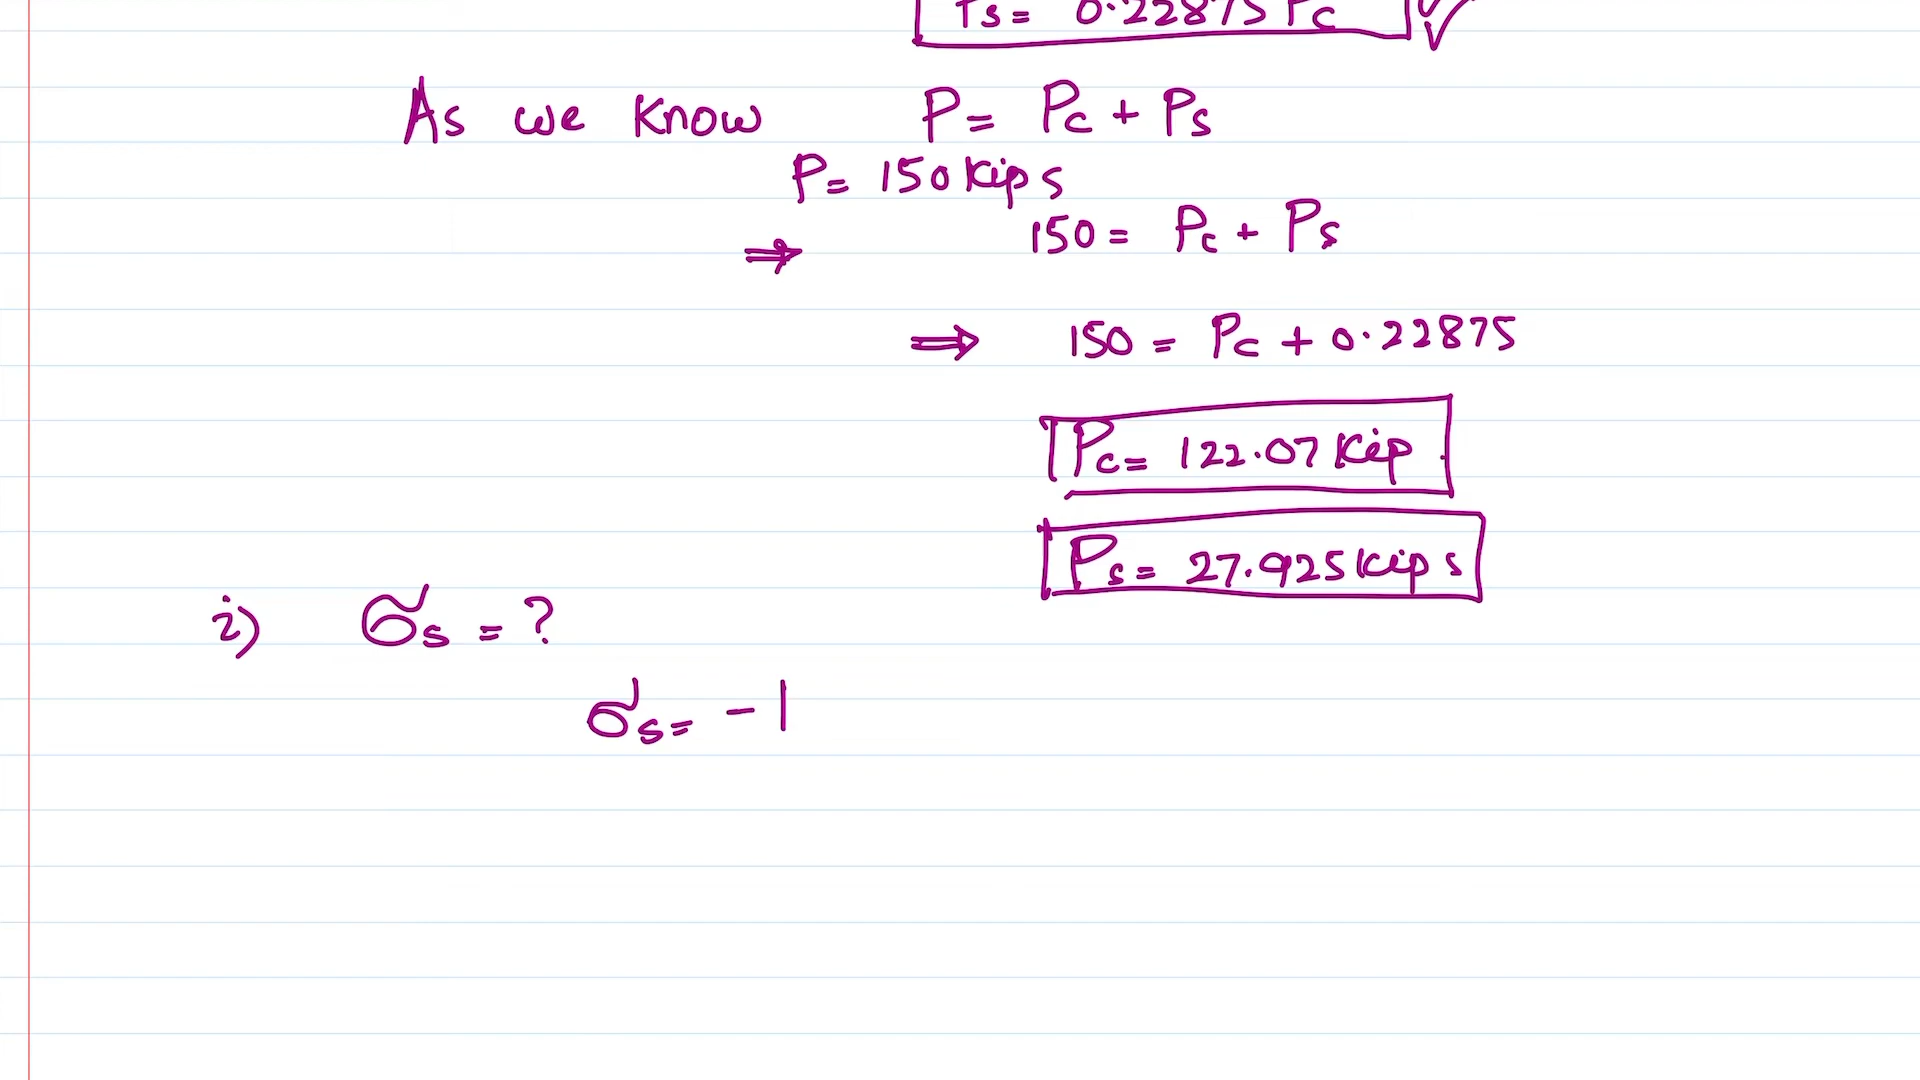 Ps = 0.22875 Pc
As we know P = Pc + Ps
P = 150 Kips
⇒ 150 = Pc + Ps
⇒ 150 = Pc + 0.22875
Pc = 122.07 Kip
Ps = 27.925 Kips
i) σs = ?
σs = - 1